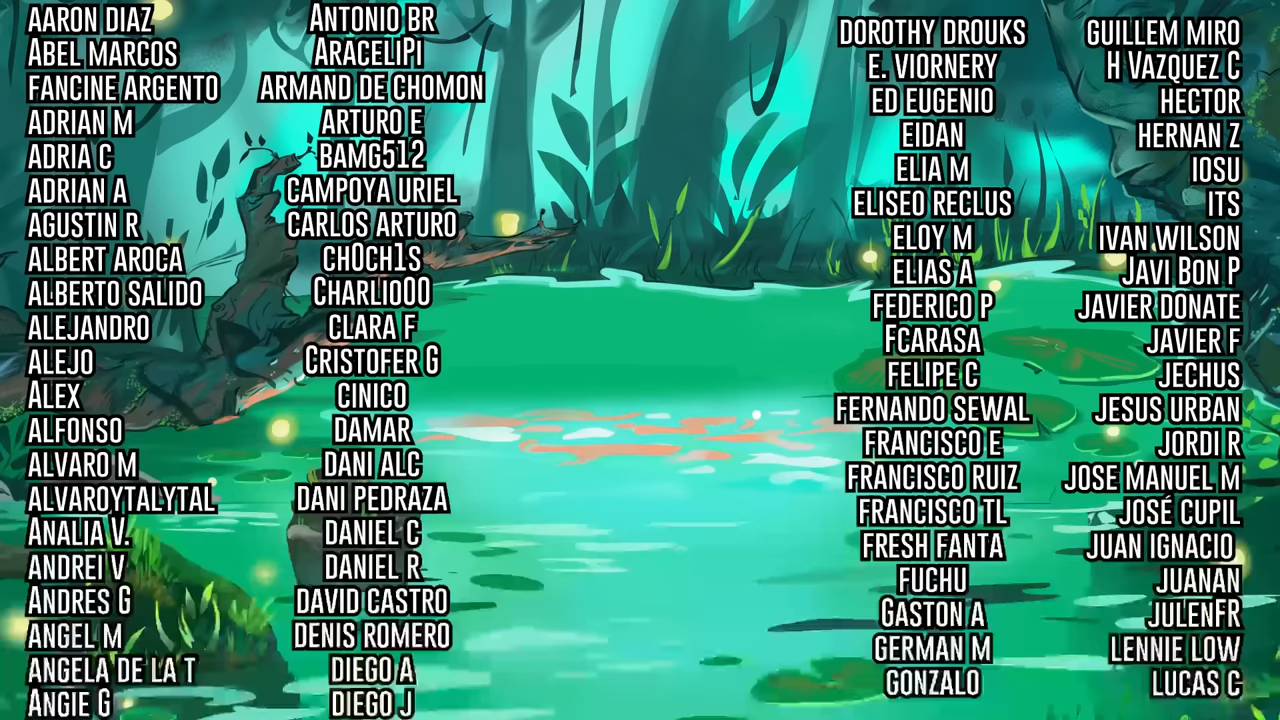 AARON DIAZ
ABEL MARCOS
FANCINE ARGENTO
ADRIAN M
ADRIA C
ADRIAN A
AGUSTIN R
ALBERT AROCA
ALBERTO SALIDO
ALEJANDRO
ALEJO
ALEX
ALFONSO
ALVARO M
ALVAROYTALYTAL
ANALIA V.
ANDREI V
ANDRES G
ANGEL M
ANGELA DE LA T
ANGIE G
ANTONIO BR
ARACELIPI
ARMAND DE CHOMON
ARTURO E
BAMG512
CAMPOYA URIEL
CARLOS ARTURO
CH0CH1S
CHARLIO00
CLARA F
CRISTOFER G
CINICO
DAMAR
DANI ALC
DANI PEDRAZA
DANIEL C
DANIEL R
DAVID CASTRO
DENIS ROMERO
DIEGO A
DIEGO J
DOROTHY DROUKS
E. VIORNERY
ED EUGENIO
EIDAN
ELIA M
ELISEO RECLUS
ELOY M
ELIAS A
FEDERICO P
FCARASA
FELIPE C
FERNANDO SEWAL
FRANCISCO E
FRANCISCO RUIZ
FRANCISCO TL
FRESH FANTA
FUCHU
GASTON A
GERMAN M
GONZALO
GUILLEM MIRO
H VAZQUEZ C
HECTOR
HERNAN Z
IOSU
ITS
IVAN WILSON
JAVI BON P
JAVIER DONATE
JAVIER F
JECHUS
JESUS URBAN
JORDI R
JOSE MANUEL M
JOSÉ CUPIL
JUAN IGNACIO
JUANAN
JULENFR
LENNIE LOW
LUCAS C